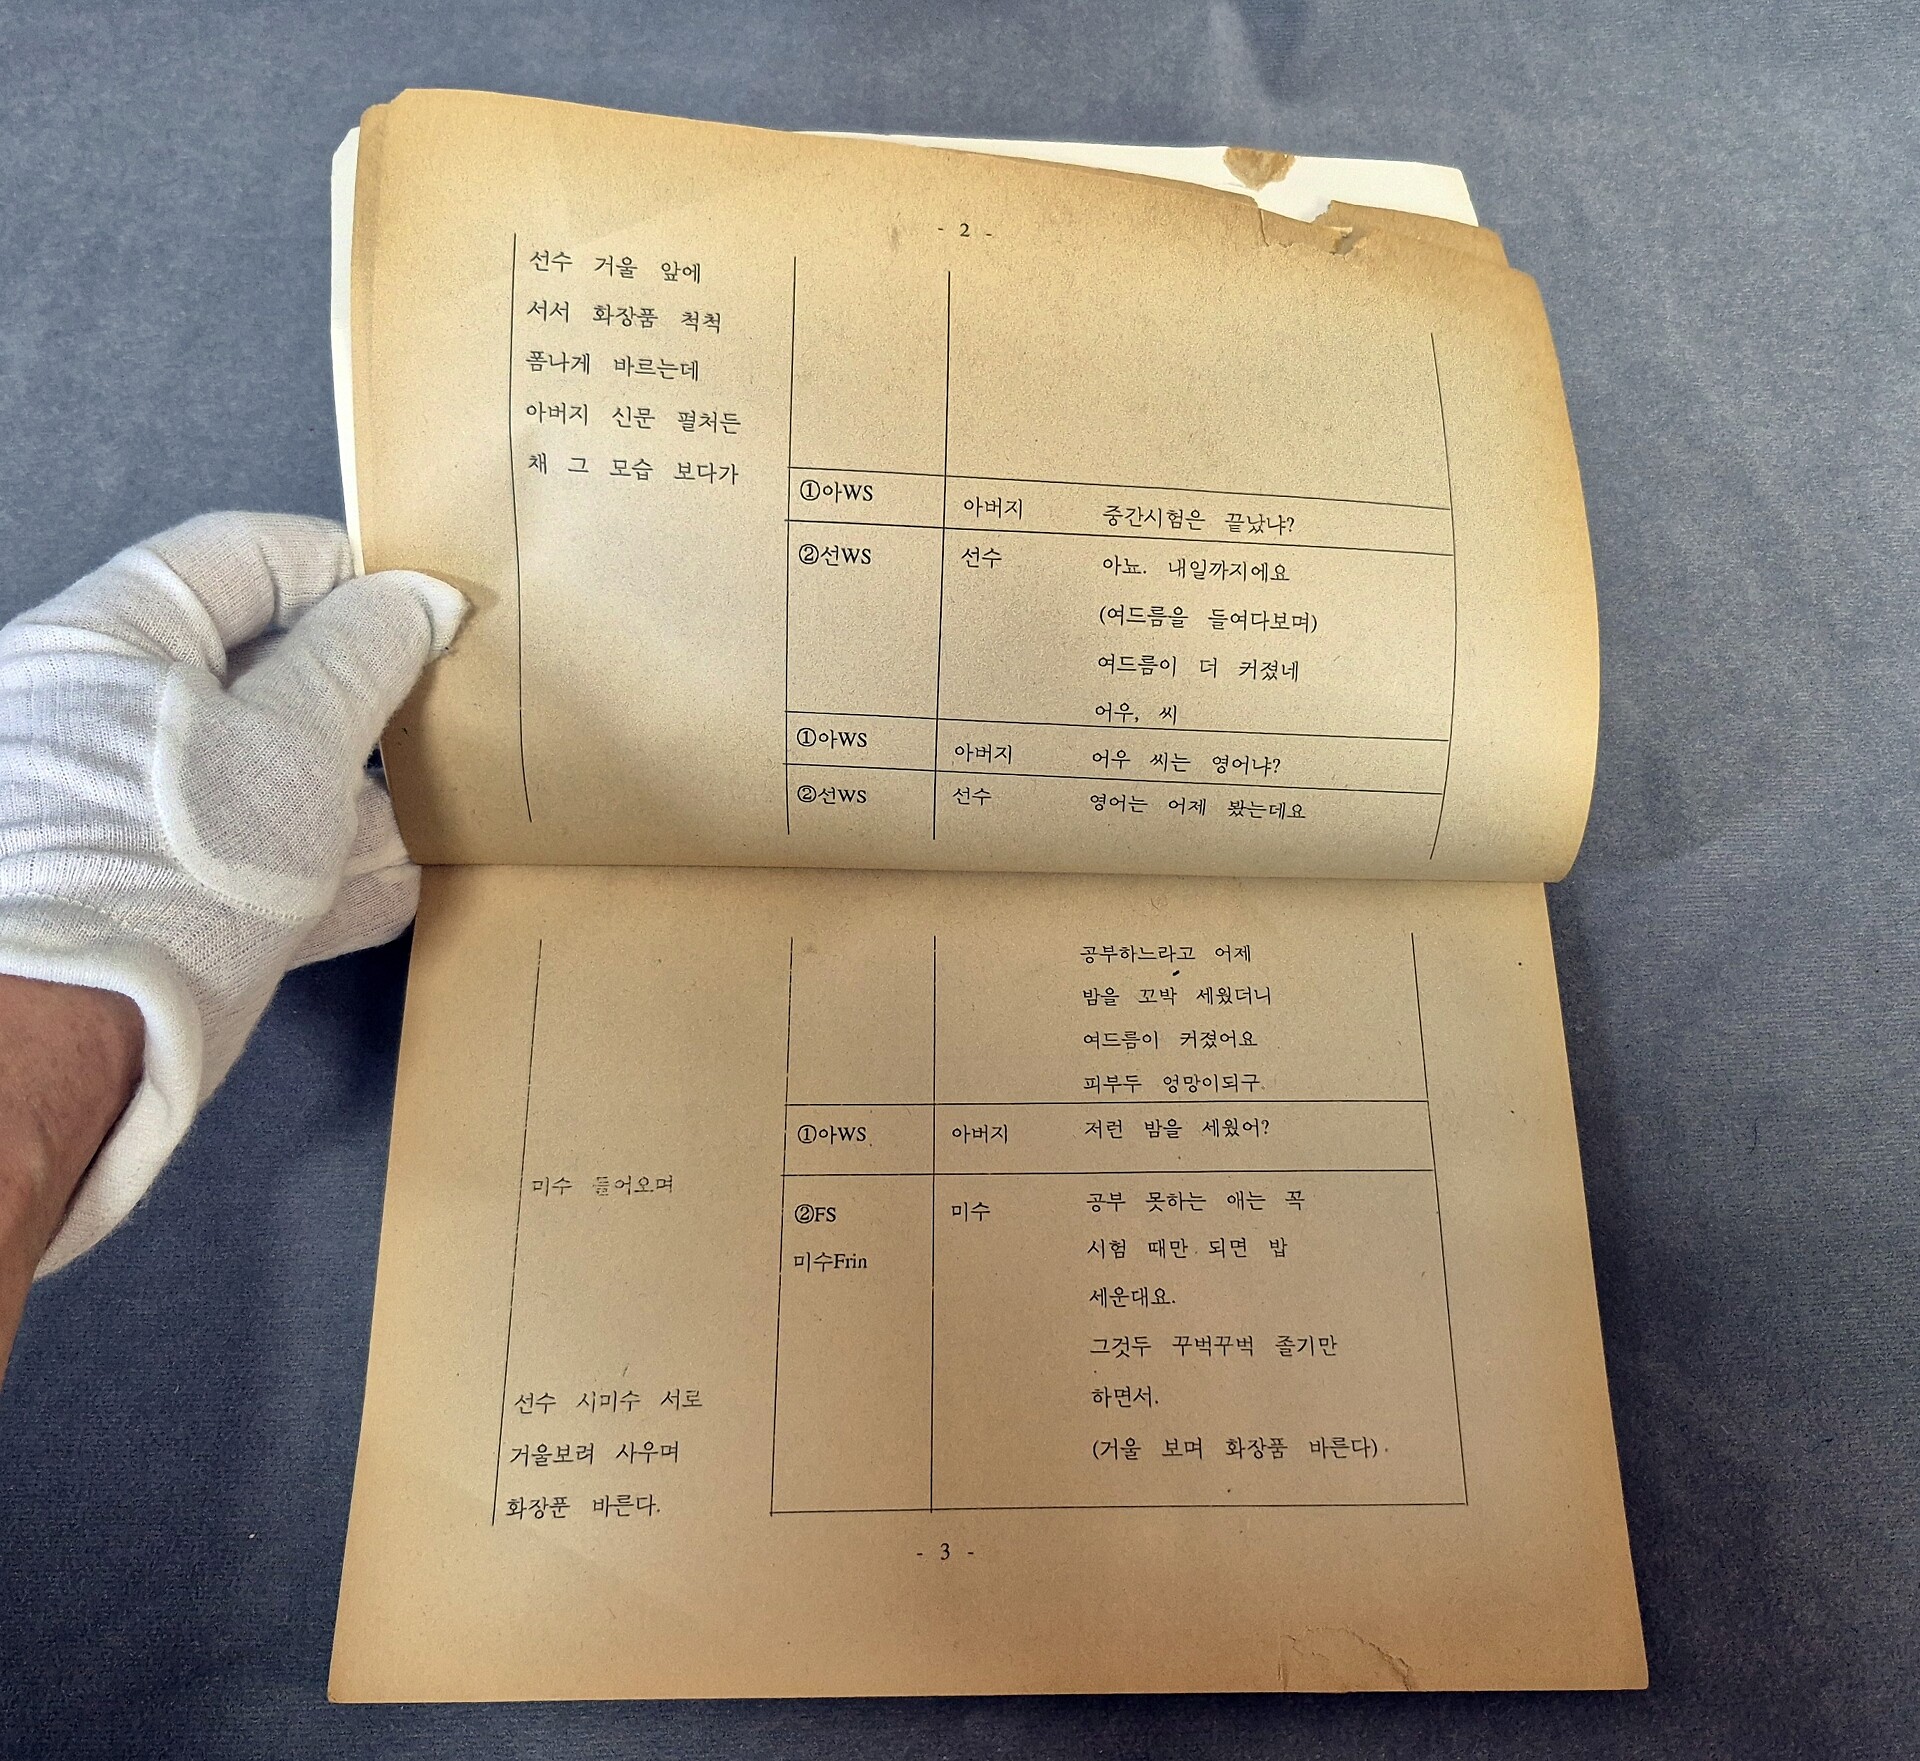 - 2 -
선수 거울 앞에
서서 화장품 척척
폼나게 바르는데
아버지 신문 펼처든
채 그 모습 보다가
①아WS 아버지 중간시험은 끝났냐?
②선WS 선수 아뇨. 내일까지에요
(여드름을 들여다보며)
여드름이 더 커졌네
어우, 씨
①아WS 아버지 어우 씨는 영어냐?
②선WS 선수 영어는 어제 봤는데요
공부하느라고 어제
밤을 꼬박 세웠더니
여드름이 커졌어요
피부두 엉망이되구
①아WS 아버지 저런 밤을 세웠어?
미수 들어오며
②FS 미수 공부 못하는 애는 꼭
미수Frin 시험 때만 되면 밥
세운대요.
그것두 꾸벅꾸벅 졸기만
하면서.
(거울 보며 화장품 바른다).
선수 시미수 서로
거울보려 사우며
화장푼 바른다.
- 3 -